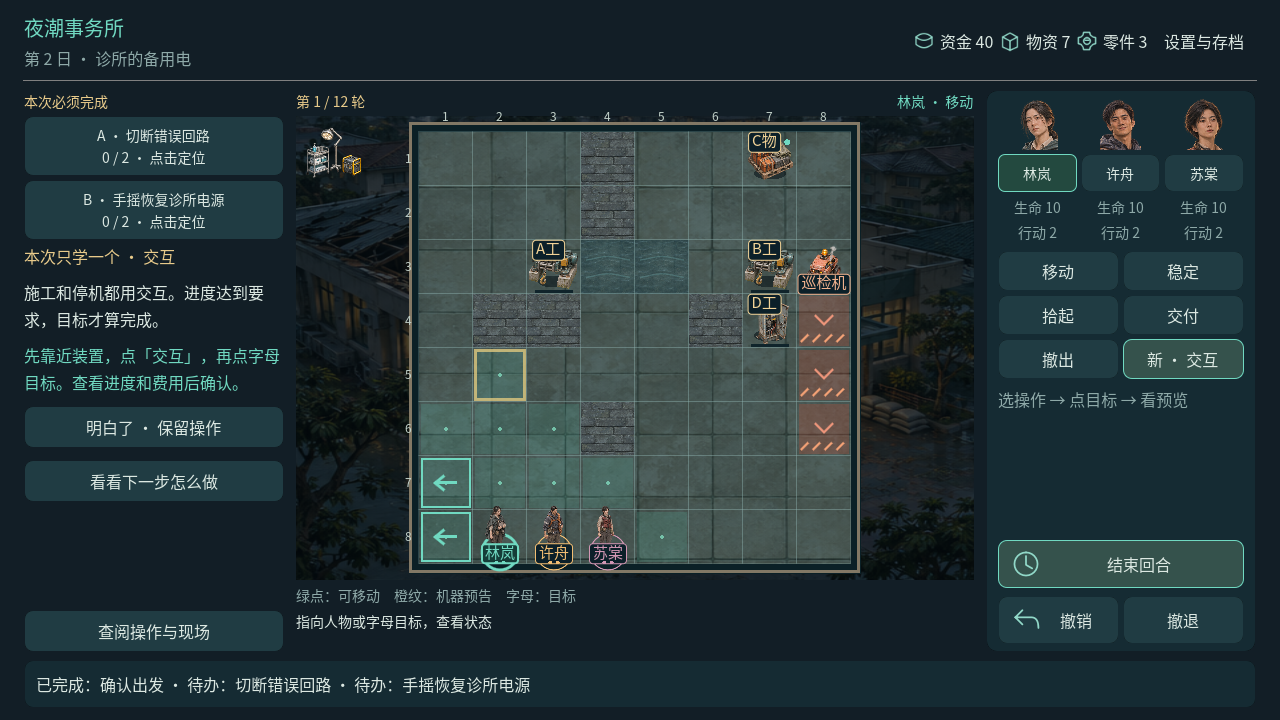 夜潮事务所
第 2 日 · 诊所的备用电
资金 40
物资 7
零件 3
设置与存档
本次必须完成
A · 切断错误回路
0 / 2 · 点击定位
B · 手摇恢复诊所电源
0 / 2 · 点击定位
本次只学一个 · 交互
施工和停机都用交互。进度达到要
求，目标才算完成。
先靠近装置，点「交互」，再点字母
目标。查看进度和费用后确认。
明白了 · 保留操作
看看下一步怎么做
查阅操作与现场
第 1 / 12 轮
林岚 · 移动
1 2 3 4 5 6 7 8
1
2
3
4
5
6
7
8
C物
A工
B工
巡检机
D工
林岚
许舟
苏棠
绿点：可移动 橙纹：机器预告 字母：目标
指向人物或字母目标，查看状态
林岚
许舟
苏棠
生命 10
生命 10
生命 10
行动 2
行动 2
行动 2
移动
稳定
拾起
交付
撤出
新 · 交互
选操作 → 点目标 → 看预览
结束回合
撤销
撤退
已完成：确认出发 · 待办：切断错误回路 · 待办：手摇恢复诊所电源